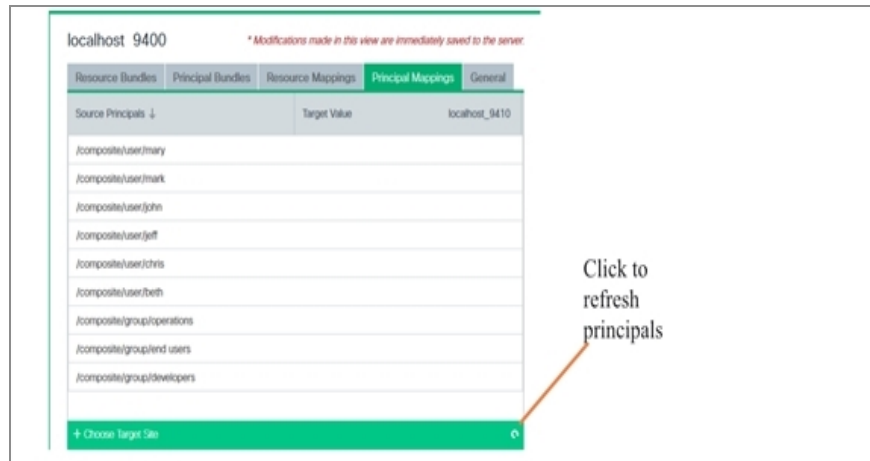 localhost 9400
* Modifications made in this view are immediately saved to the server.
Resource Bundles Principal Bundles Resource Mappings Principal Mappings General
Source Principals ↓ Target Value localhost_9410
/composite/user/mary
/composite/user/mark
/composite/user/john
/composite/user/jeff
/composite/user/chris
/composite/user/beth
/composite/group/operations
/composite/group/end users
/composite/group/developers
Click to
refresh
principals
+ Choose Target Site